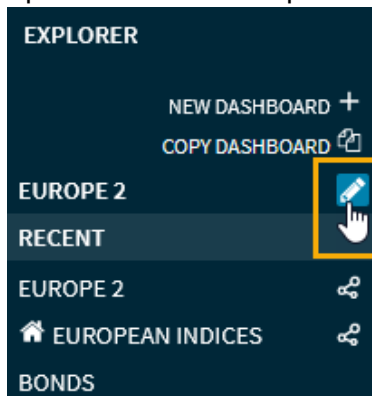 EXPLORER
NEW DASHBOARD +
COPY DASHBOARD
EUROPE 2
RECENT
EUROPE 2
EUROPEAN INDICES
BONDS